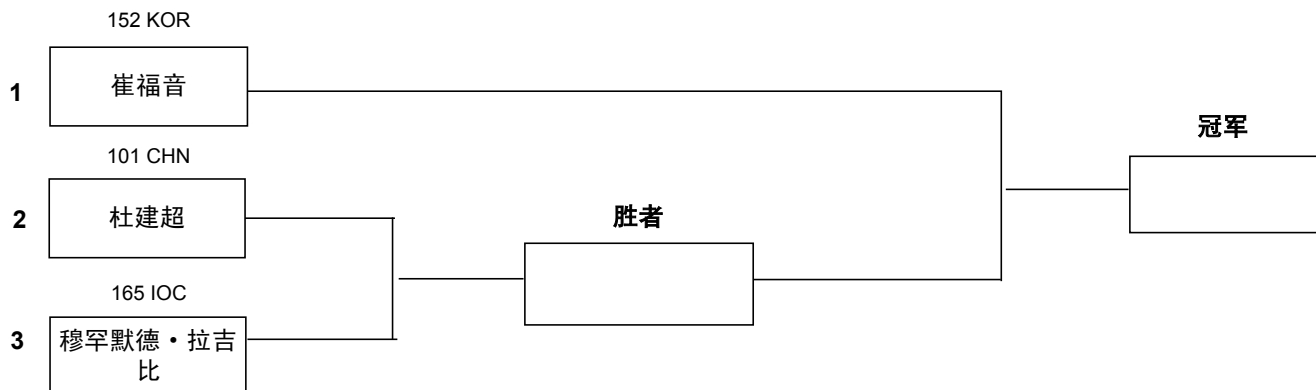 152 KOR
1
崔福音
冠军
101 CHN
2
杜建超
胜者
165 IOC
3
穆罕默德・拉吉
比